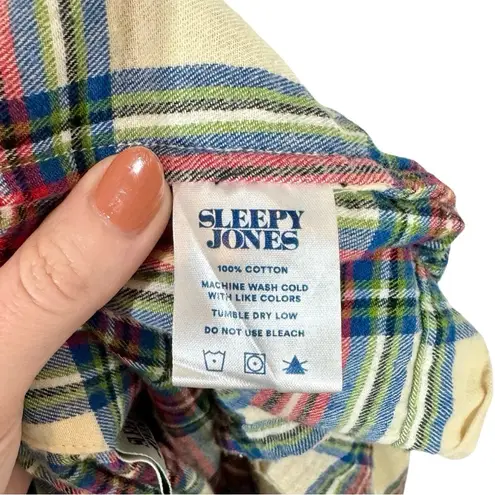 SLEEPY
JONES
100% COTTON
MACHINE WASH COLD
WITH LIKE COLORS
TUMBLE DRY LOW
DO NOT USE BLEACH